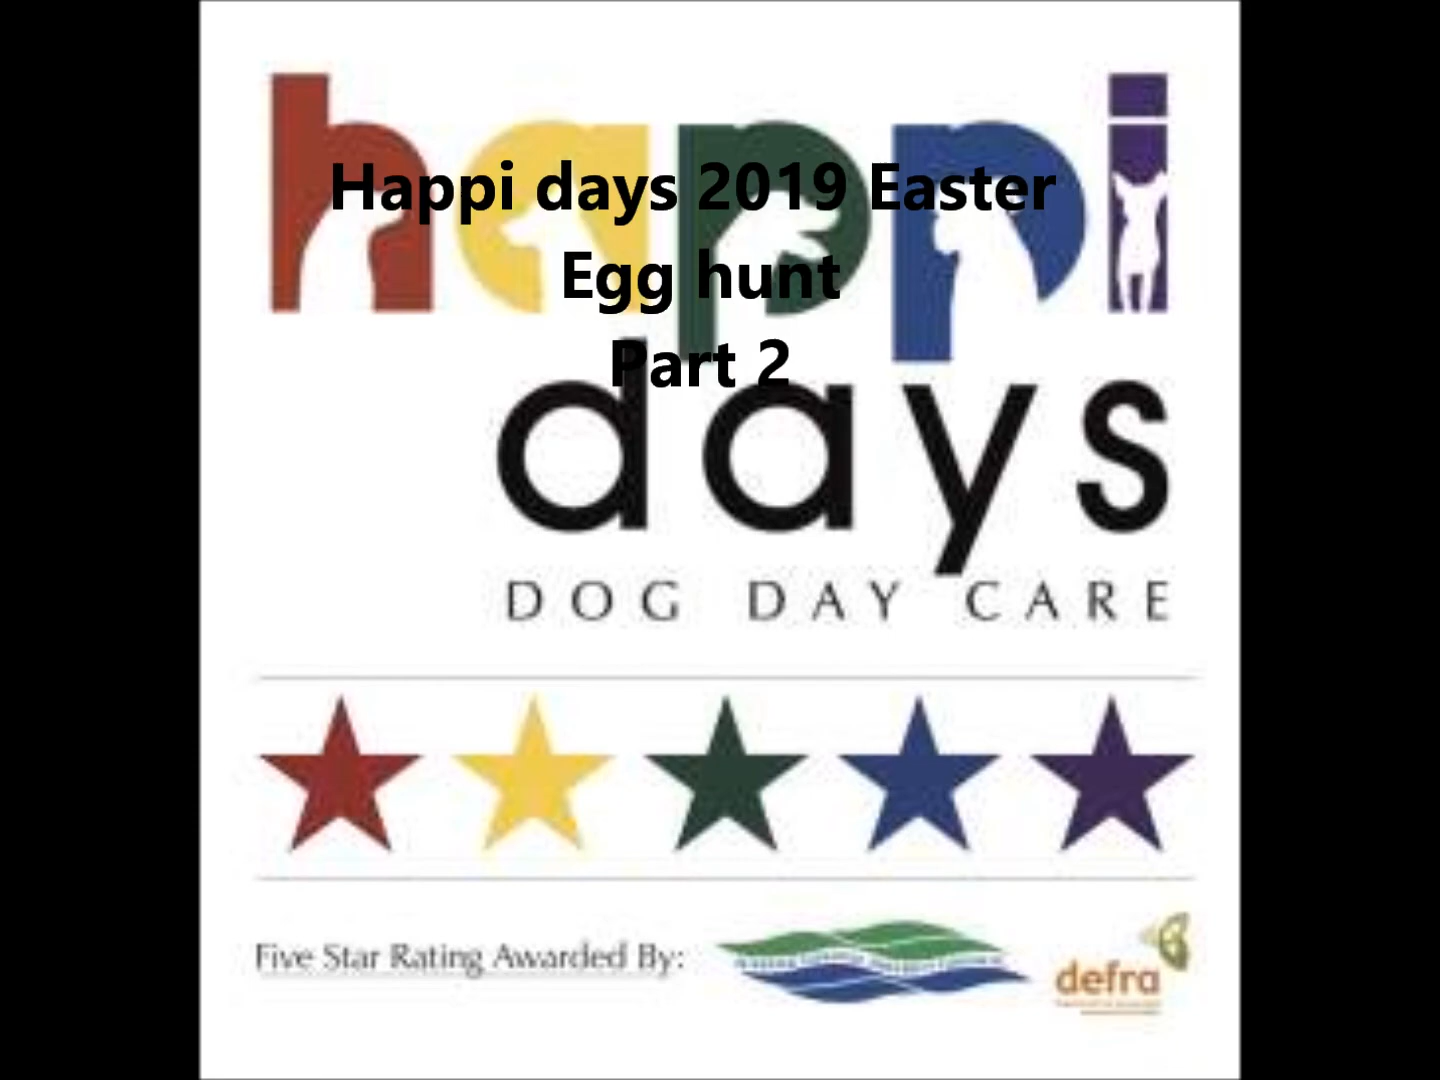 happi
Happi days 2019 Easter
Egg hunt
Part 2
days
DOG DAY CARE
Five Star Rating Awarded By:
defra